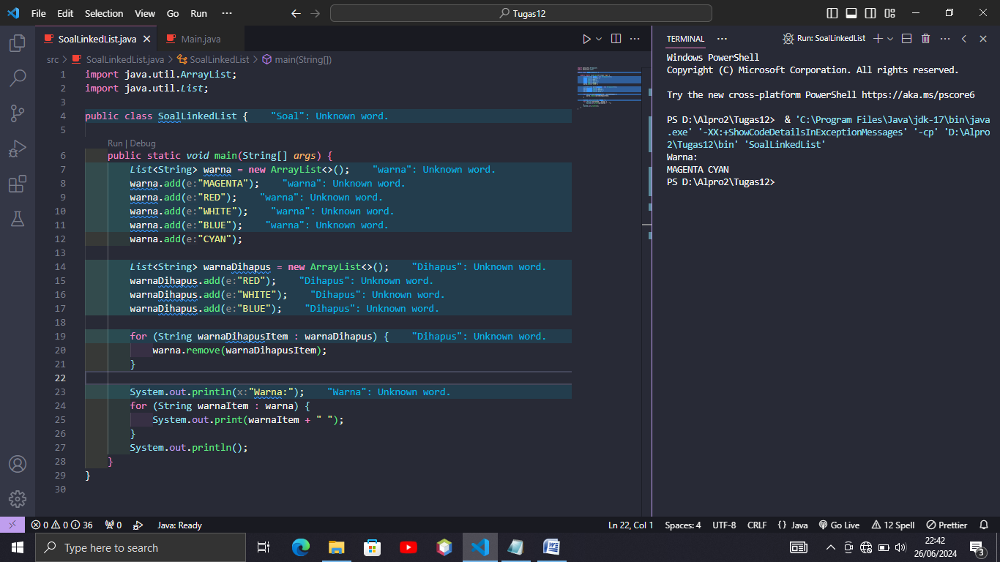 File Edit Selection View Go Run ··· Tugas12
SoalLinkedList.java Main.java
src > SoalLinkedList.java > SoalLinkedList > main(String[])
1 import java.util.ArrayList;
2 import java.util.List;
3
4 public class SoalLinkedList { "Soal": Unknown word.
5
Run | Debug
6 public static void main(String[] args) {
7 List<String> warna = new ArrayList<>(); "warna": Unknown word.
8 warna.add(e:"MAGENTA"); "warna": Unknown word.
9 warna.add(e:"RED"); "warna": Unknown word.
10 warna.add(e:"WHITE"); "warna": Unknown word.
11 warna.add(e:"BLUE"); "warna": Unknown word.
12 warna.add(e:"CYAN");
13
14 List<String> warnaDihapus = new ArrayList<>(); "Dihapus": Unknown word.
15 warnaDihapus.add(e:"RED"); "Dihapus": Unknown word.
16 warnaDihapus.add(e:"WHITE"); "Dihapus": Unknown word.
17 warnaDihapus.add(e:"BLUE"); "Dihapus": Unknown word.
18
19 for (String warnaDihapusItem : warnaDihapus) { "Dihapus": Unknown word.
20 warna.remove(warnaDihapusItem);
21 }
22
23 System.out.println(x:"Warna:"); "Warna": Unknown word.
24 for (String warnaItem : warna) {
25 System.out.print(warnaItem + " ");
26 }
27 System.out.println();
28 }
29 }
30
TERMINAL ··· Run: SoalLinkedList
Windows PowerShell
Copyright (C) Microsoft Corporation. All rights reserved.
Try the new cross-platform PowerShell https://aka.ms/pscore6
PS D:\Alpro2\Tugas12>  & 'C:\Program Files\Java\jdk-17\bin\java
.exe' '-XX:+ShowCodeDetailsInExceptionMessages' '-cp' 'D:\Alpro
2\Tugas12\bin' 'SoalLinkedList'
Warna:
MAGENTA CYAN
PS D:\Alpro2\Tugas12>
0 0 36 0 Java: Ready Ln 22, Col 1 Spaces: 4 UTF-8 CRLF {} Java Go Live 12 Spell Prettier
Type here to search
22:42
26/06/2024
3